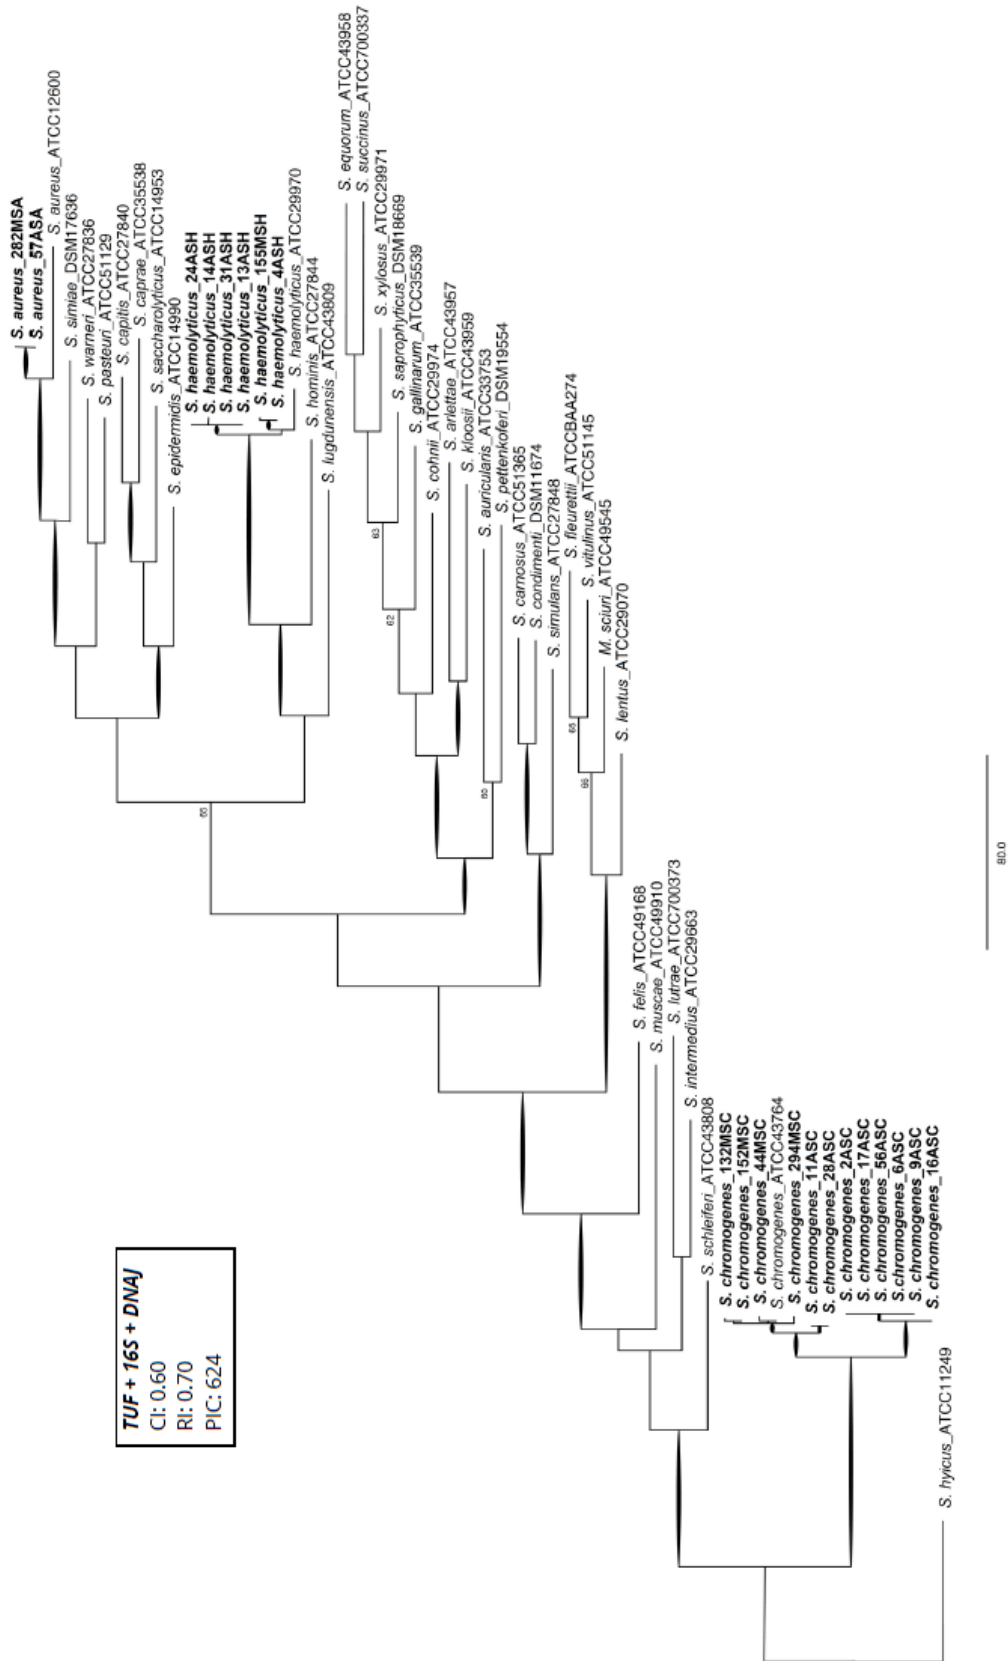 S. aureus_282MSA
S. aureus_57ASA
S. aureus_ATCC12600
S. simiae_DSM17636
S. warneri_ATCC27836
S. pasteuri_ATCC51129
S. capitis_ATCC27840
S. caprae_ATCC35538
S. saccharolyticus_ATCC14953
S. epidermidis_ATCC14990
S. haemolyticus_24ASH
S. haemolyticus_14ASH
S. haemolyticus_31ASH
S. haemolyticus_13ASH
S. haemolyticus_155MSH
S. haemolyticus_4ASH
S. haemolyticus_ATCC29970
S. hominis_ATCC27844
S. lugdunensis_ATCC43809
65
S. equorum_ATCC43958
S. succinus_ATCC700337
S. xylosus_ATCC29971
63
S. saprophyticus_DSM18669
62
S. gallinarum_ATCC35539
S. cohnii_ATCC29974
S. arlettae_ATCC43957
S. kloosii_ATCC43959
S. auricularis_ATCC33753
60
S. pettenkoferi_DSM19554
S. carnosus_ATCC51365
S. condimenti_DSM11674
S. simulans_ATCC27848
S. fleurettii_ATCCBAA274
65
S. vitulinus_ATCC51145
66
M. sciuri_ATCC49545
S. lentus_ATCC29070
S. felis_ATCC49168
S. muscae_ATCC49910
S. lutrae_ATCC700373
S. intermedius_ATCC29663
S. schleiferi_ATCC43808
S. chromogenes_132MSC
S. chromogenes_152MSC
S. chromogenes_44MSC
S. chromogenes_ATCC43764
S. chromogenes_294MSC
S. chromogenes_11ASC
S. chromogenes_28ASC
S. chromogenes_2ASC
S. chromogenes_17ASC
S. chromogenes_56ASC
S.chromogenes_6ASC
S. chromogenes_9ASC
S. chromogenes_16ASC
S. hyicus_ATCC11249
TUF + 16S + DNAJ
CI: 0.60
RI: 0.70
PIC: 624
80.0